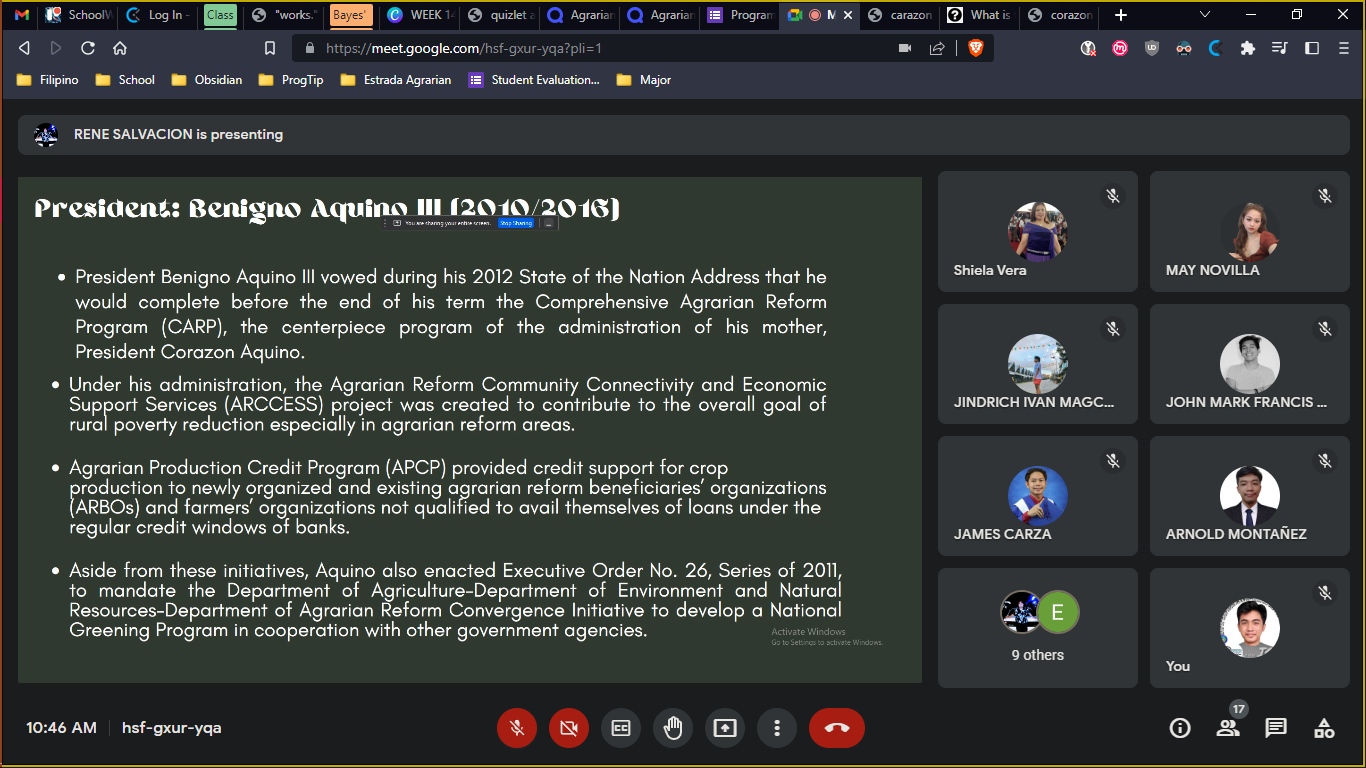 SchoolW
Log In -
Class
"works."
Bayes'
WEEK 14
quizlet a
Agrarian
Agrarian
Program
M
carazon
What is
corazon
https://meet.google.com/hsf-gxur-yqa?pli=1
Filipino
School
Obsidian
ProgTip
Estrada Agrarian
Student Evaluation...
Major
RENE SALVACION is presenting
President: Benigno Aquino III (2010/2016)
You are sharing your entire screen.
Stop Sharing
• President Benigno Aquino III vowed during his 2012 State of the Nation Address that he
would complete before the end of his term the Comprehensive Agrarian Reform
Program (CARP), the centerpiece program of the administration of his mother,
President Corazon Aquino.
• Under his administration, the Agrarian Reform Community Connectivity and Economic
Support Services (ARCCESS) project was created to contribute to the overall goal of
rural poverty reduction especially in agrarian reform areas.
• Agrarian Production Credit Program (APCP) provided credit support for crop
production to newly organized and existing agrarian reform beneficiaries' organizations
(ARBOs) and farmers' organizations not qualified to avail themselves of loans under the
regular credit windows of banks.
• Aside from these initiatives, Aquino also enacted Executive Order No. 26, Series of 2011,
to mandate the Department of Agriculture-Department of Environment and Natural
Resources-Department of Agrarian Reform Convergence Initiative to develop a National
Greening Program in cooperation with other government agencies.
Activate Windows
Go to Settings to activate Windows.
Shiela Vera
MAY NOVILLA
JINDRICH IVAN MAGC...
JOHN MARK FRANCIS ...
JAMES CARZA
ARNOLD MONTAÑEZ
E
9 others
You
10:46 AM
hsf-gxur-yqa
17